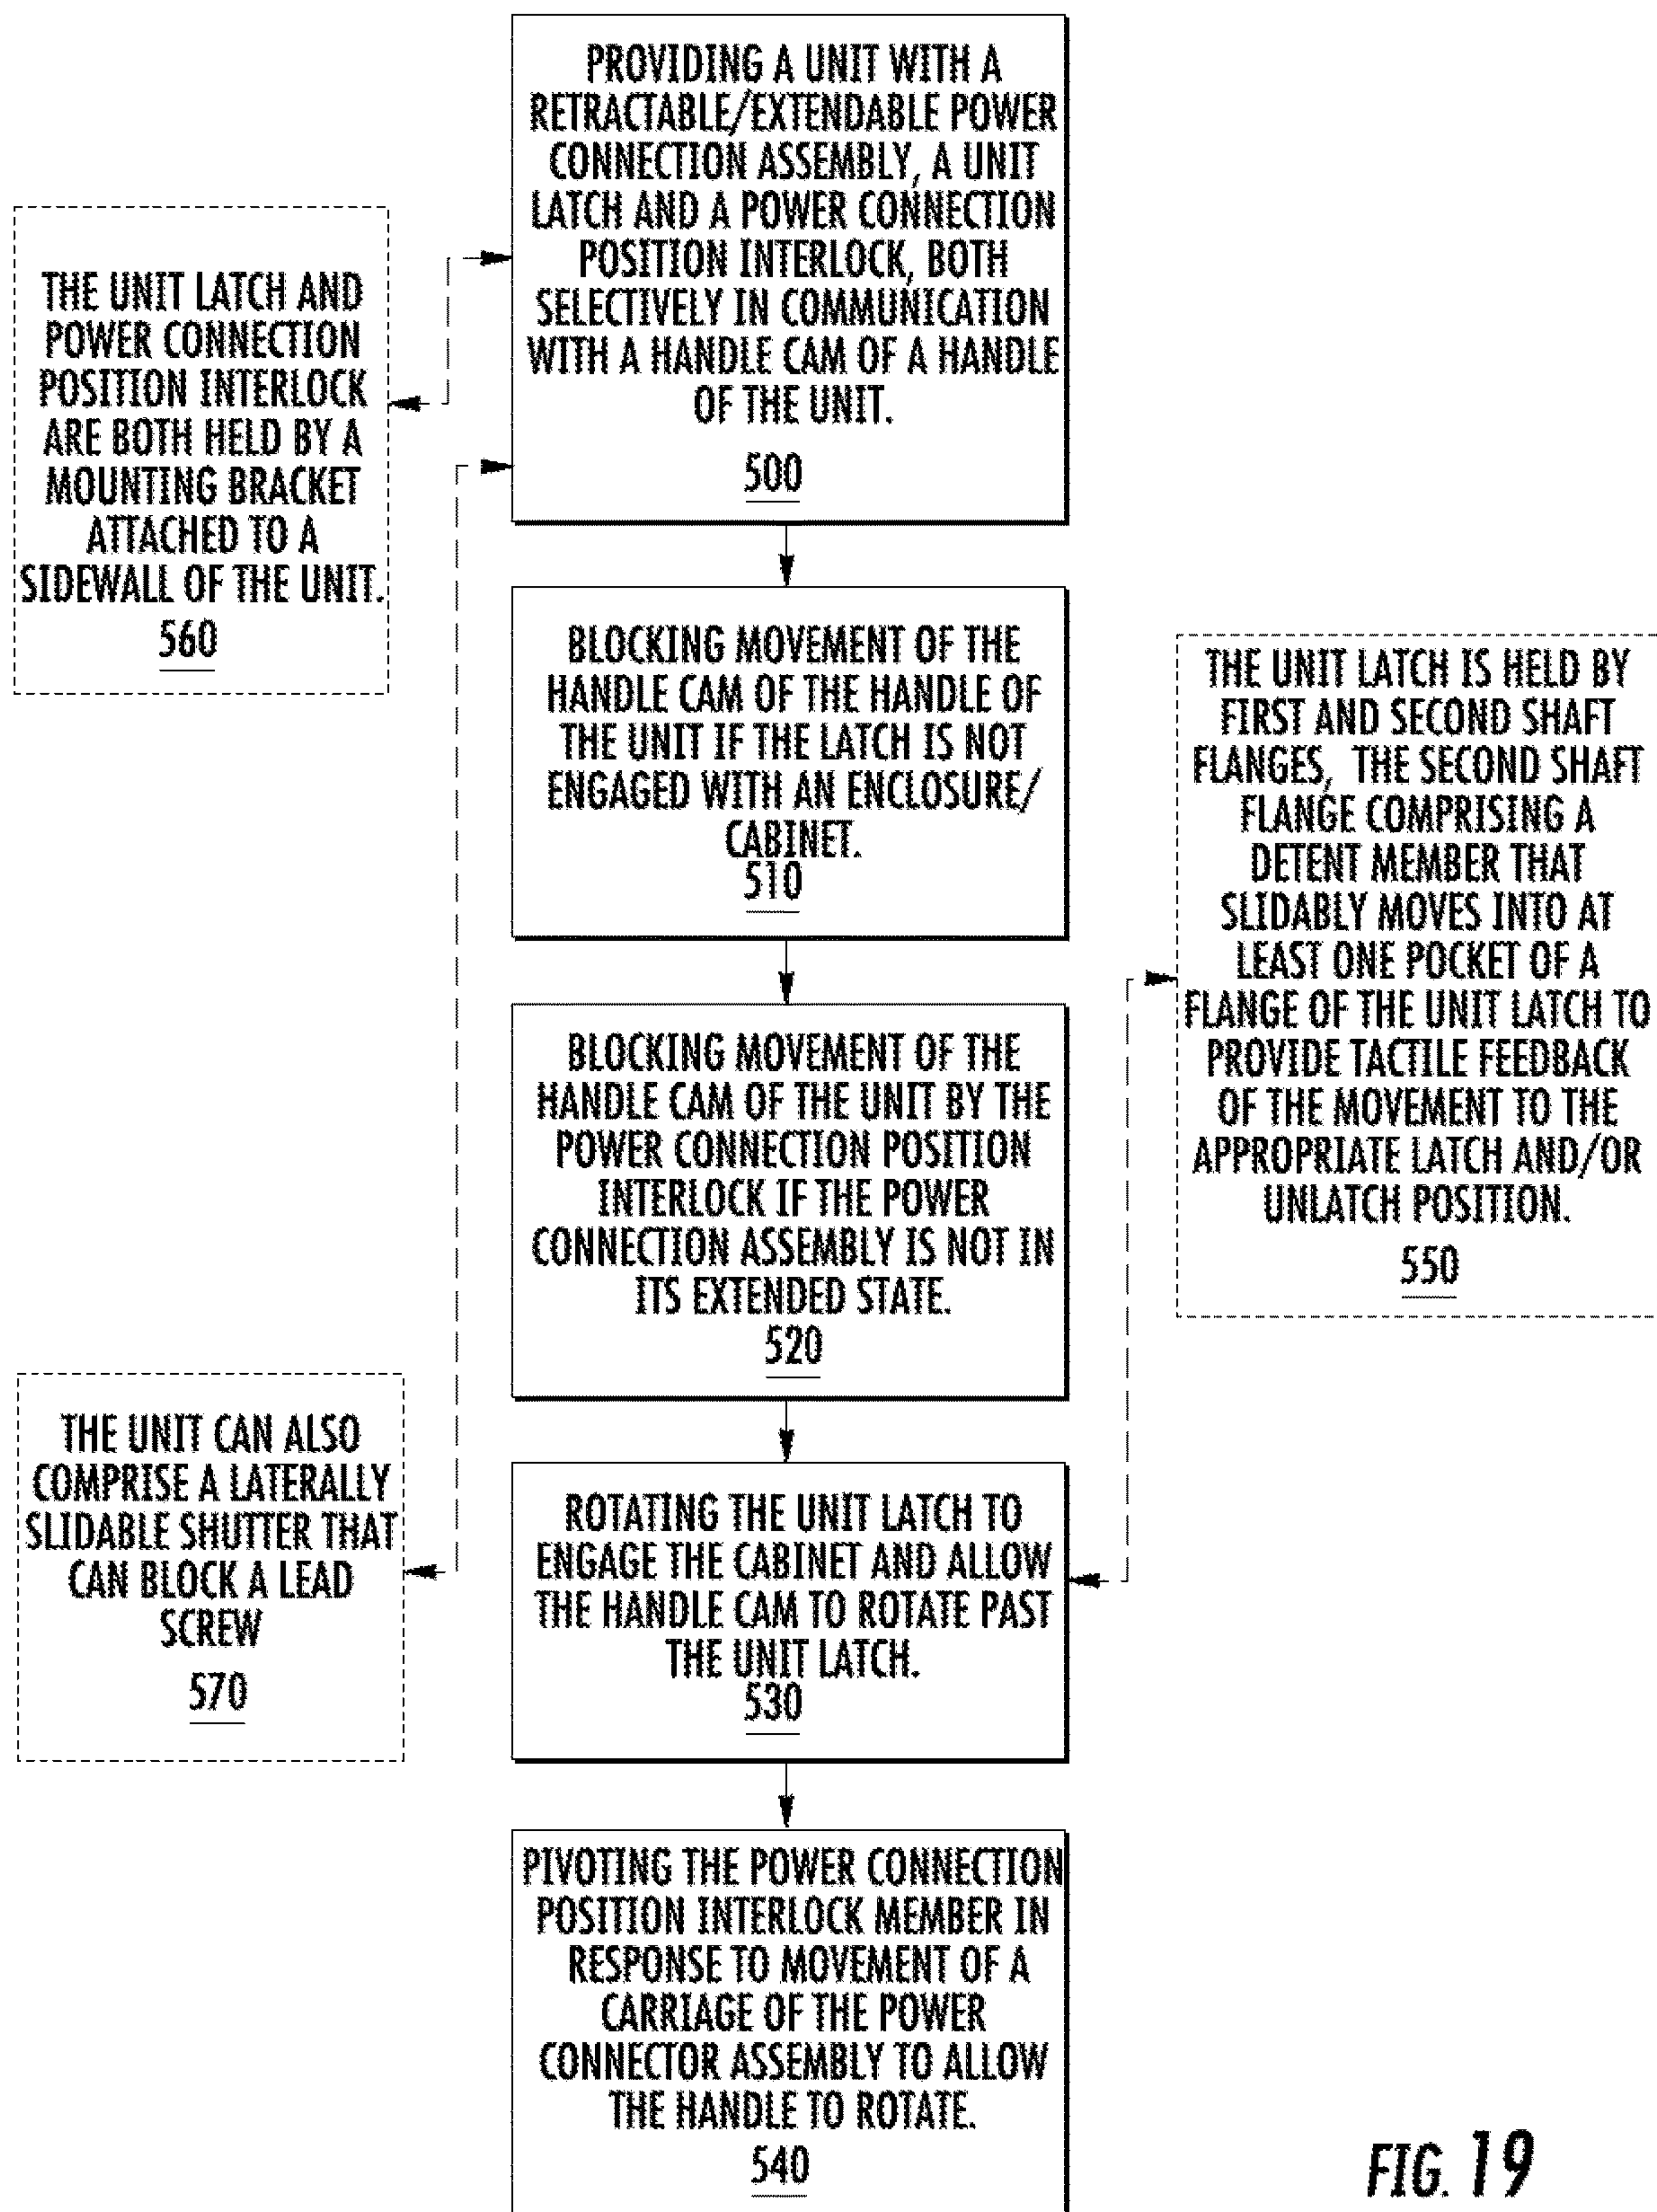 PROVIDING A UNIT WITH A
RETRACTABLE/EXTENDABLE POWER
CONNECTION ASSEMBLY, A UNIT
LATCH AND A POWER CONNECTION
POSITION INTERLOCK, BOTH
SELECTIVELY IN COMMUNICATION
WITH A HANDLE CAM OF A HANDLE
OF THE UNIT.
500
THE UNIT LATCH AND
POWER CONNECTION
POSITION INTERLOCK
ARE BOTH HELD BY A
MOUNTING BRACKET
ATTACHED TO A
SIDEWALL OF THE UNIT.
560
BLOCKING MOVEMENT OF THE
HANDLE CAM OF THE HANDLE OF
THE UNIT IF THE LATCH IS NOT
ENGAGED WITH AN ENCLOSURE/
CABINET.
510
THE UNIT LATCH IS HELD BY
FIRST AND SECOND SHAFT
FLANGES, THE SECOND SHAFT
FLANGE COMPRISING A
DETENT MEMBER THAT
SLIDABLY MOVES INTO AT
LEAST ONE POCKET OF A
FLANGE OF THE UNIT LATCH TO
PROVIDE TACTILE FEEDBACK
OF THE MOVEMENT TO THE
APPROPRIATE LATCH AND/OR
UNLATCH POSITION.
550
BLOCKING MOVEMENT OF THE
HANDLE CAM OF THE UNIT BY THE
POWER CONNECTION POSITION
INTERLOCK IF THE POWER
CONNECTION ASSEMBLY IS NOT IN
ITS EXTENDED STATE.
520
THE UNIT CAN ALSO
COMPRISE A LATERALLY
SLIDABLE SHUTTER THAT
CAN BLOCK A LEAD
SCREW
570
ROTATING THE UNIT LATCH TO
ENGAGE THE CABINET AND ALLOW
THE HANDLE CAM TO ROTATE PAST
THE UNIT LATCH.
530
PIVOTING THE POWER CONNECTION
POSITION INTERLOCK MEMBER IN
RESPONSE TO MOVEMENT OF A
CARRIAGE OF THE POWER
CONNECTOR ASSEMBLY TO ALLOW
THE HANDLE TO ROTATE.
540
FIG. 19